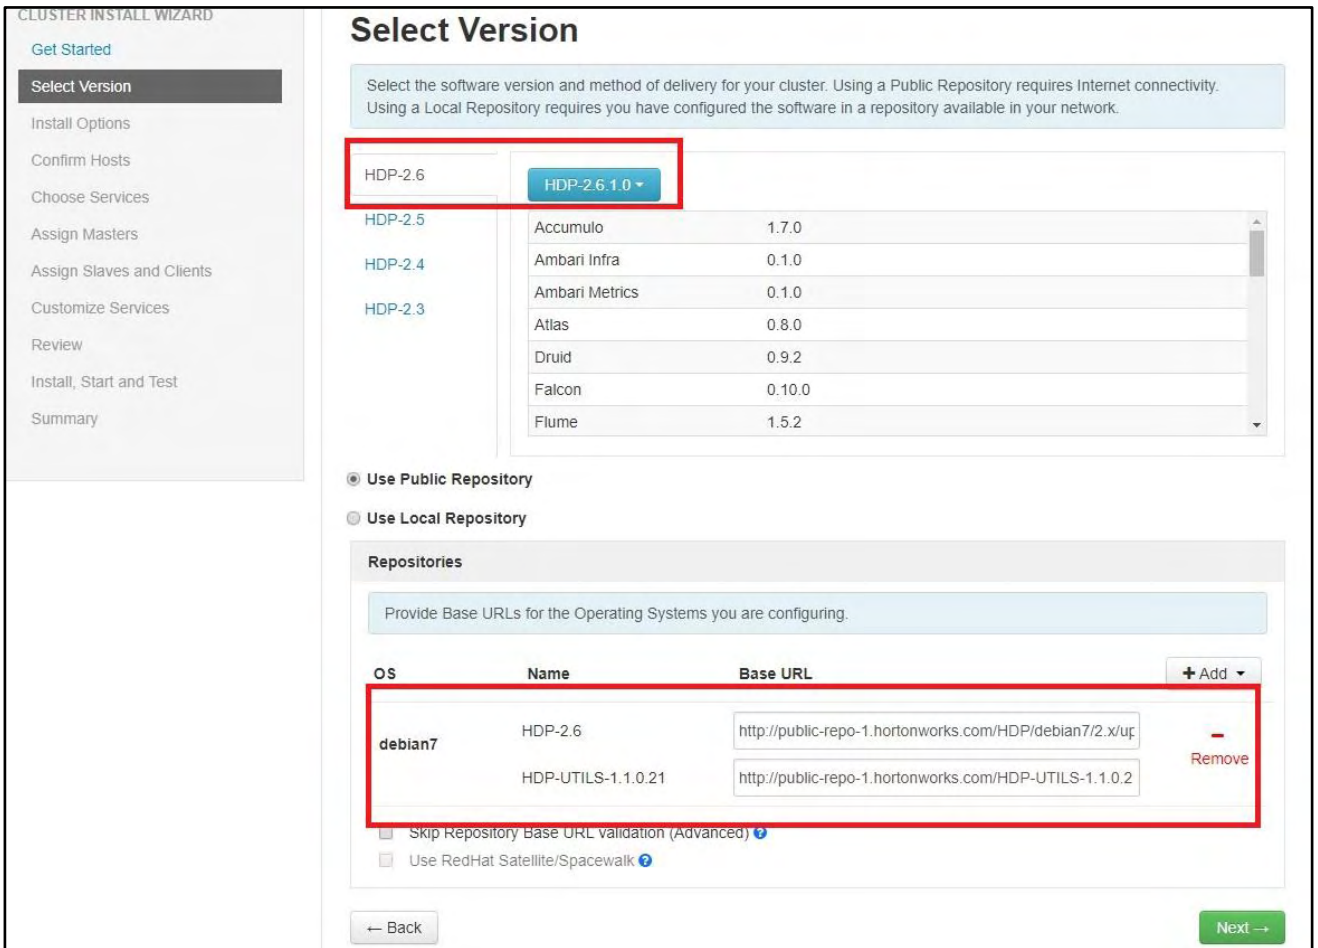 CLUSTER INSTALL WIZARD
Get Started
Select Version
Install Options
Confirm Hosts
Choose Services
Assign Masters
Assign Slaves and Clients
Customize Services
Review
Install, Start and Test
Summary
Select Version
Select the software version and method of delivery for your cluster. Using a Public Repository requires Internet connectivity.
Using a Local Repository requires you have configured the software in a repository available in your network.
HDP-2.6
HDP-2.5
HDP-2.4
HDP-2.3
HDP-2.6.1.0
Accumulo 1.7.0
Ambari Infra 0.1.0
Ambari Metrics 0.1.0
Atlas 0.8.0
Druid 0.9.2
Falcon 0.10.0
Flume 1.5.2
Use Public Repository
Use Local Repository
Repositories
Provide Base URLs for the Operating Systems you are configuring.
OS Name Base URL + Add
debian7
HDP-2.6 http://public-repo-1.hortonworks.com/HDP/debian7/2.x/up
HDP-UTILS-1.1.0.21 http://public-repo-1.hortonworks.com/HDP-UTILS-1.1.0.2
Remove
Skip Repository Base URL validation (Advanced) ?
Use RedHat Satellite/Spacewalk ?
← Back
Next →